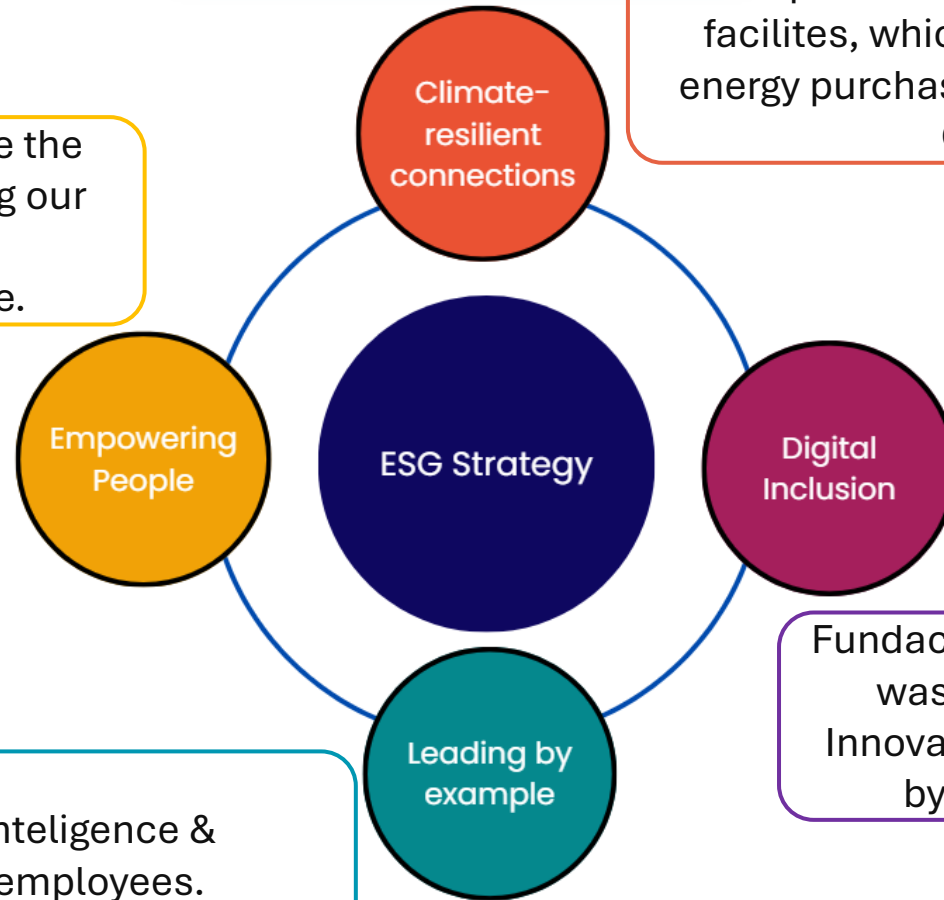 facilites, whic
energy purchas
Climate-
resilient
connections
e the
g our
e.
Empowering
People
ESG Strategy
Digital
Inclusion
Fundac
was
Innova
by
Leading by
example
nteligence &
employees.